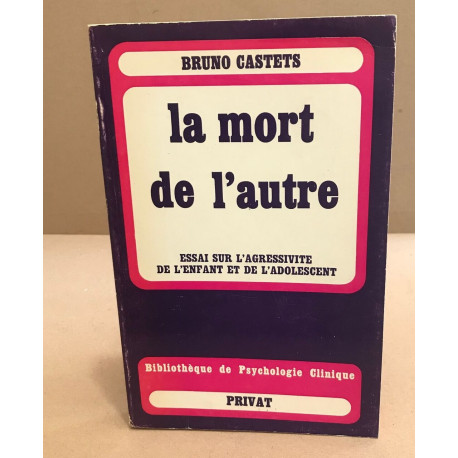 BRUNO CASTETS
la mort
de l'autre
ESSAI SUR L'AGRESSIVITE
DE L'ENFANT ET DE L'ADOLESCENT
Bibliothèque de Psychologie Clinique
PRIVAT